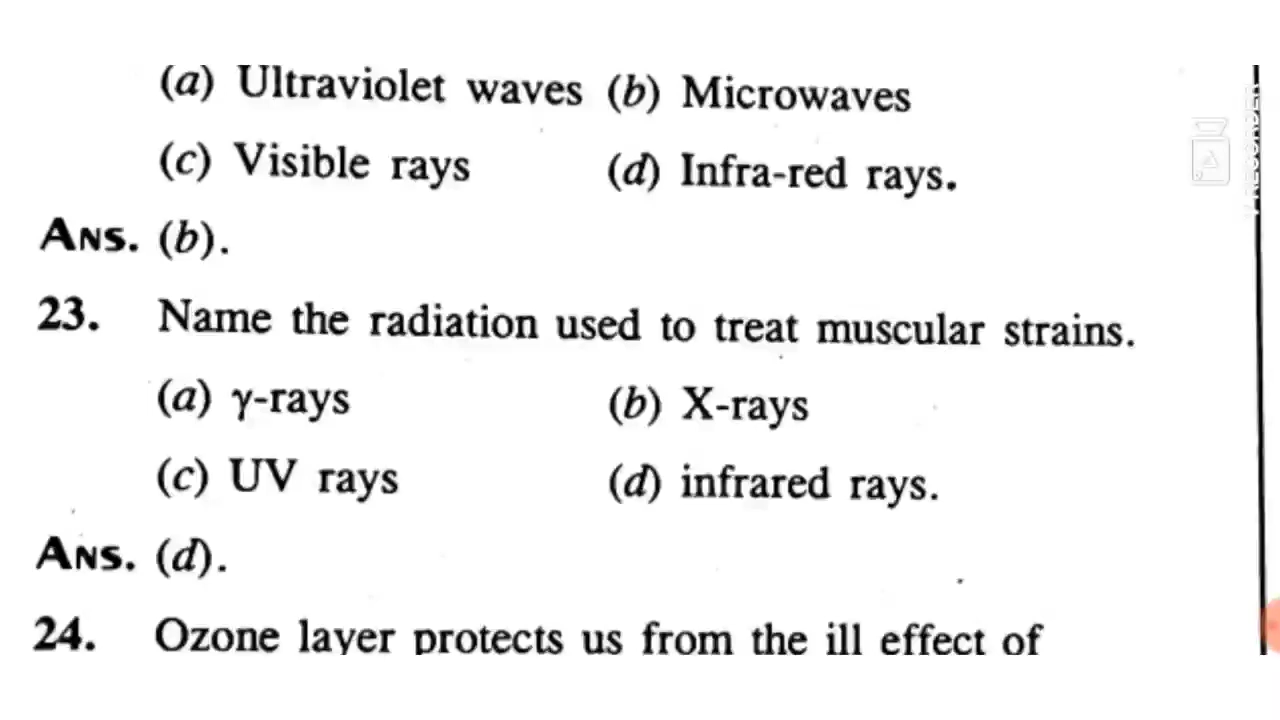 (a) Ultraviolet waves (b) Microwaves
(c) Visible rays (d) Infra-red rays.
ANS. (b).
23. Name the radiation used to treat muscular strains.
(a) γ-rays (b) X-rays
(c) UV rays (d) infrared rays.
ANS. (d).
24. Ozone layer protects us from the ill effect of